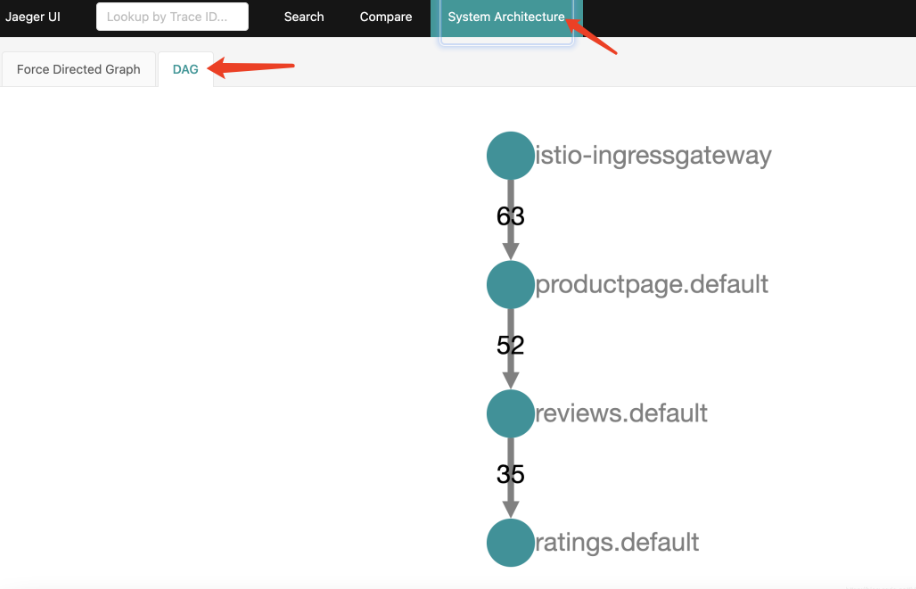 Jaeger UI Lookup by Trace ID... Search Compare System Architecture
Force Directed Graph DAG
istio-ingressgateway
63
productpage.default
52
reviews.default
35
ratings.default